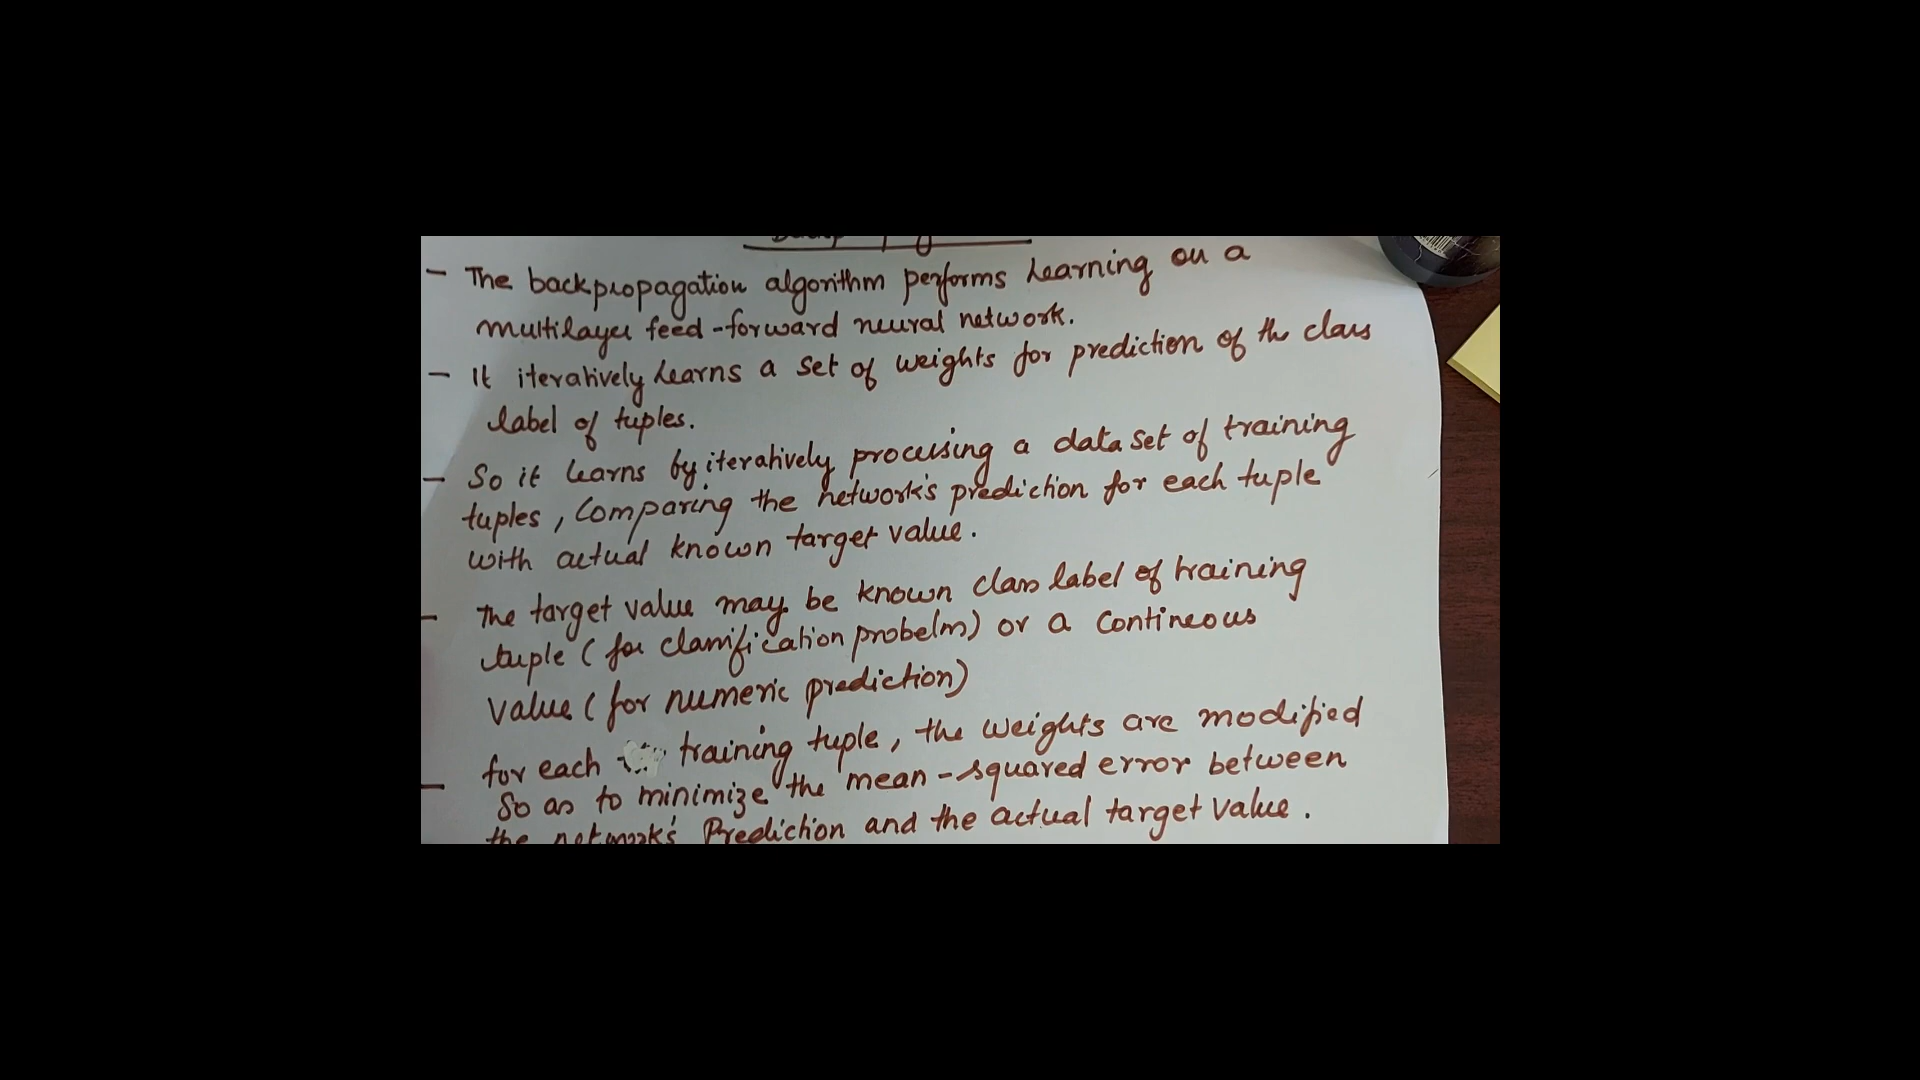 - The backpropagation algorithm performs learning on a
multilayer feed-forward neural network.
- It iteratively learns a set of weights for prediction of the class
label of tuples.
- So it learns by iteratively processing a data set of training
tuples, Comparing the network's prediction for each tuple
with actual known target value.
- The target value may be known class label of training
tuple (for classification probelm) or a contineous
value (for numeric prediction)
- for each training tuple, the weights are modified
So as to minimize the mean-squared error between
the network's Prediction and the actual target value.